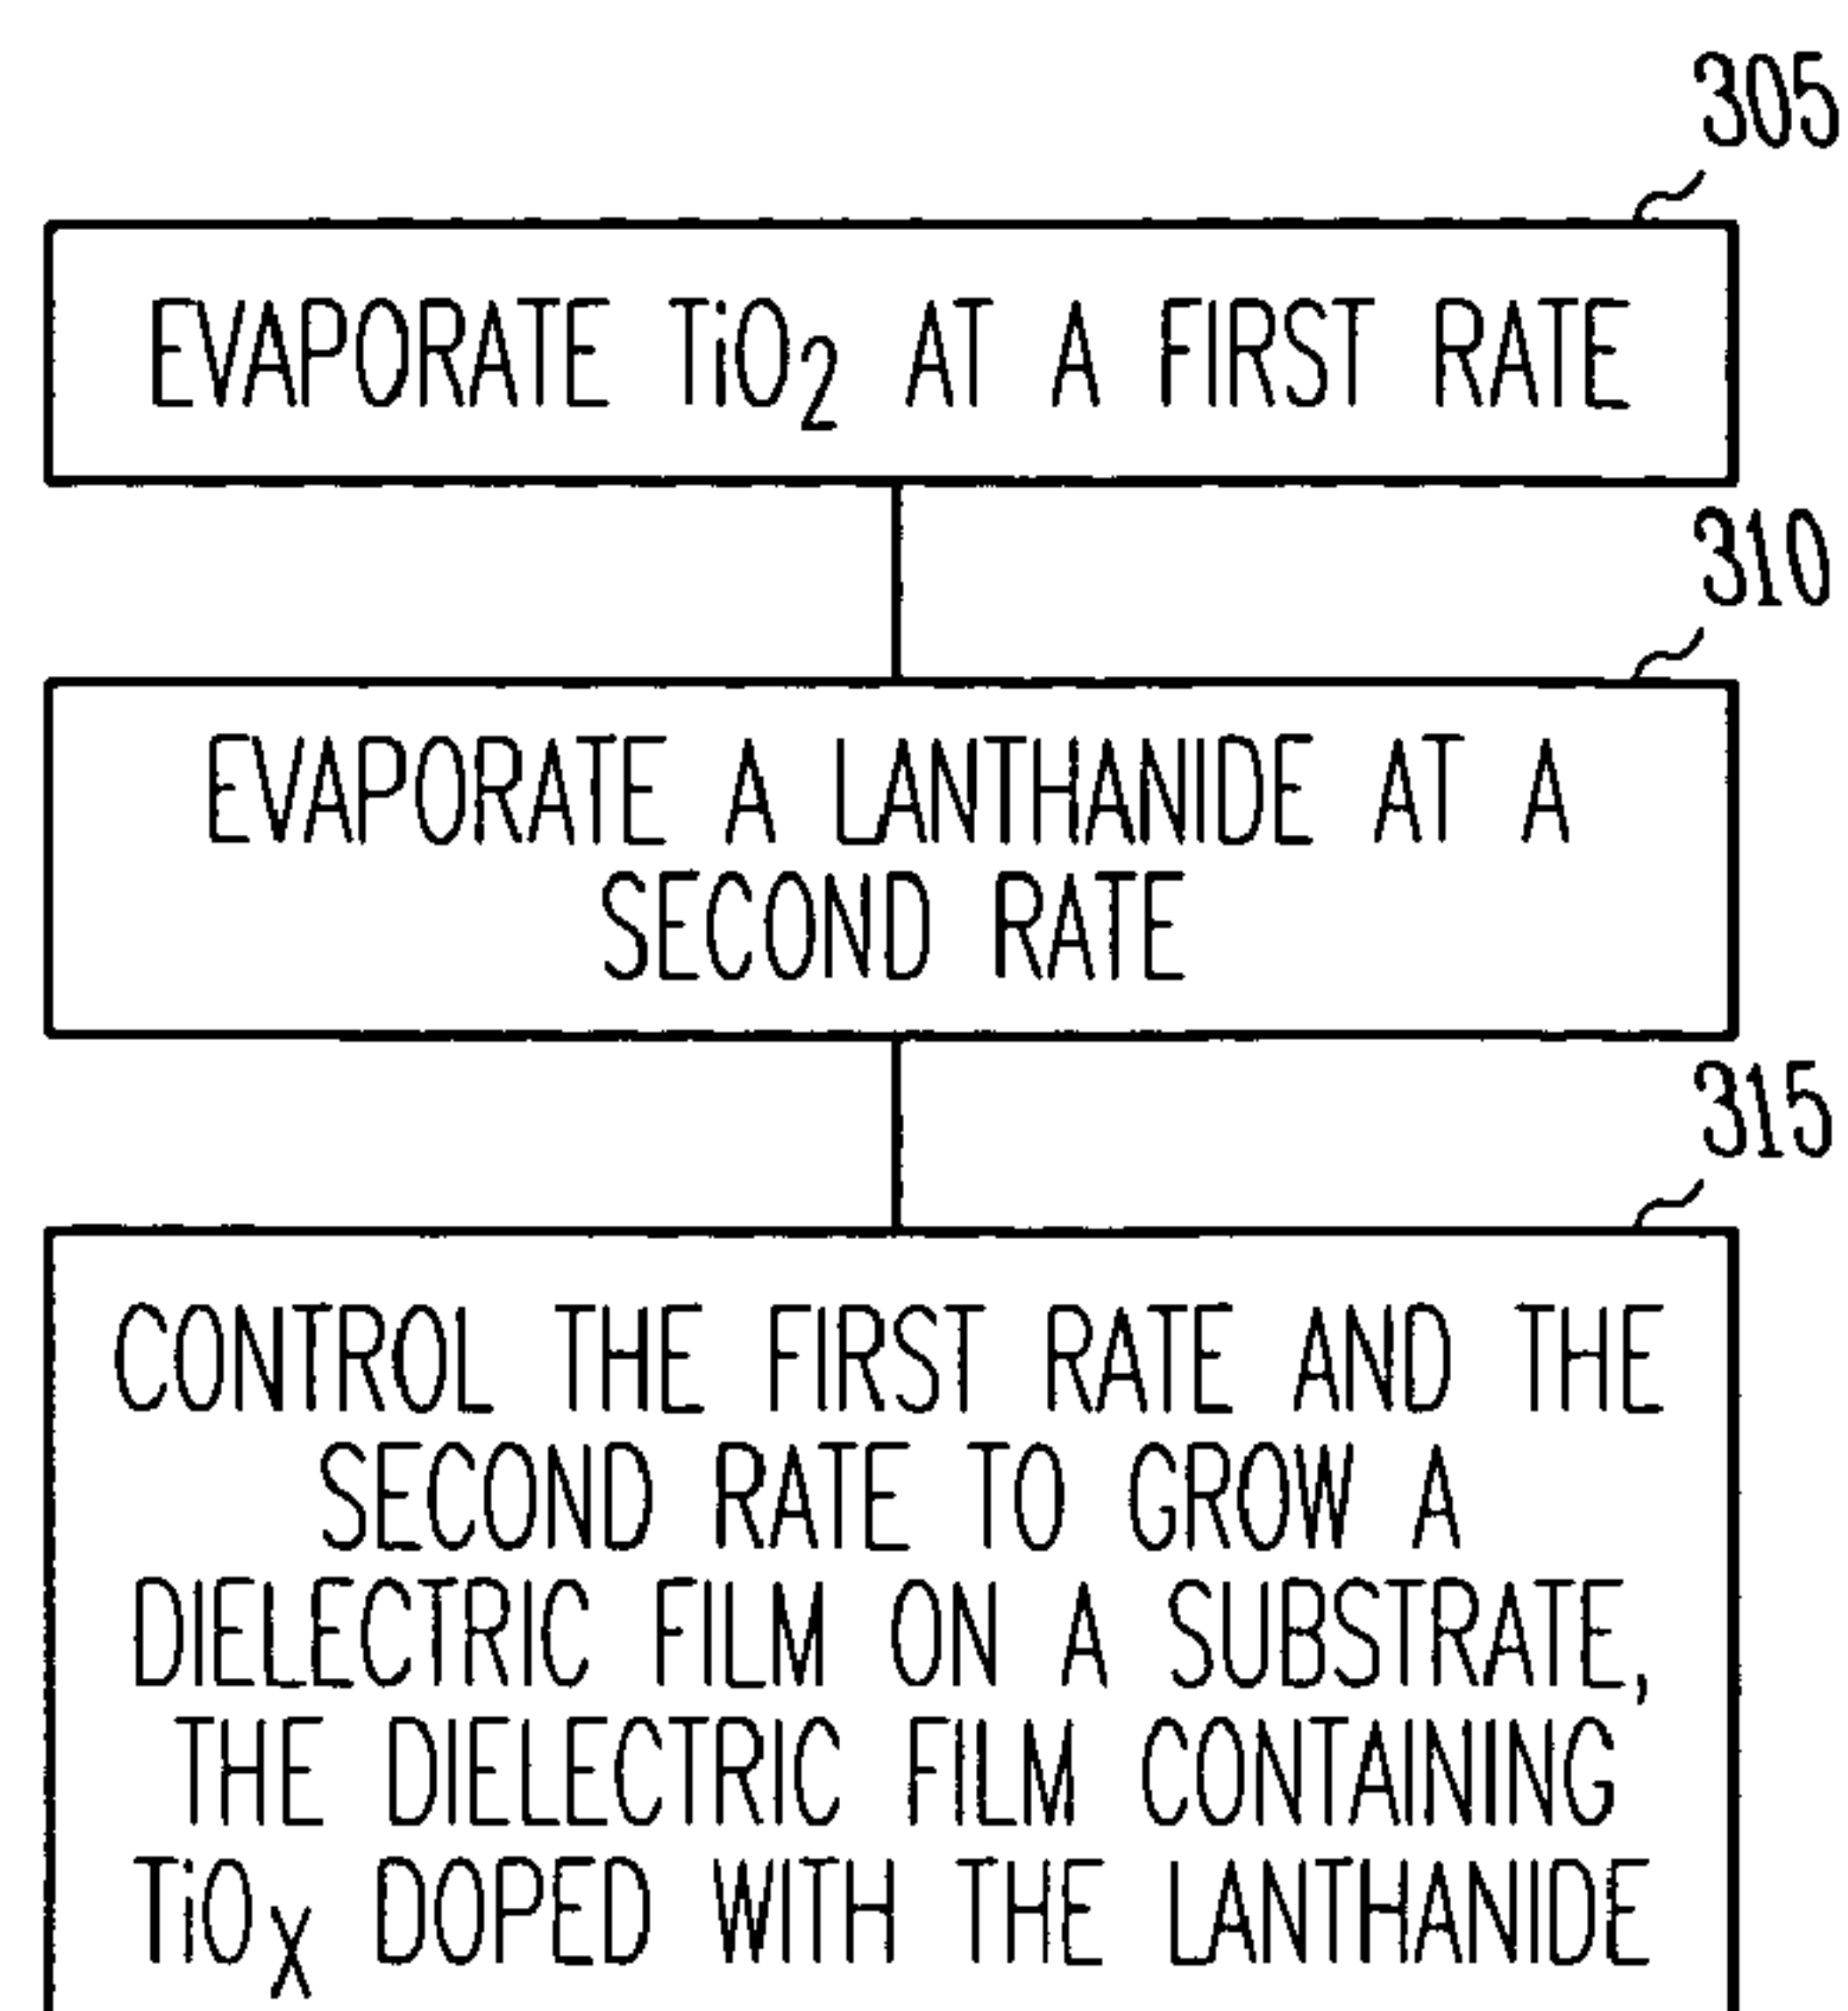 305
EVAPORATE TiO₂ AT A FIRST RATE
310
EVAPORATE A LANTHANIDE AT A
SECOND RATE
315
CONTROL THE FIRST RATE AND THE
SECOND RATE TO GROW A
DIELECTRIC FILM ON A SUBSTRATE,
THE DIELECTRIC FILM CONTAINING
TiOₓ DOPED WITH THE LANTHANIDE